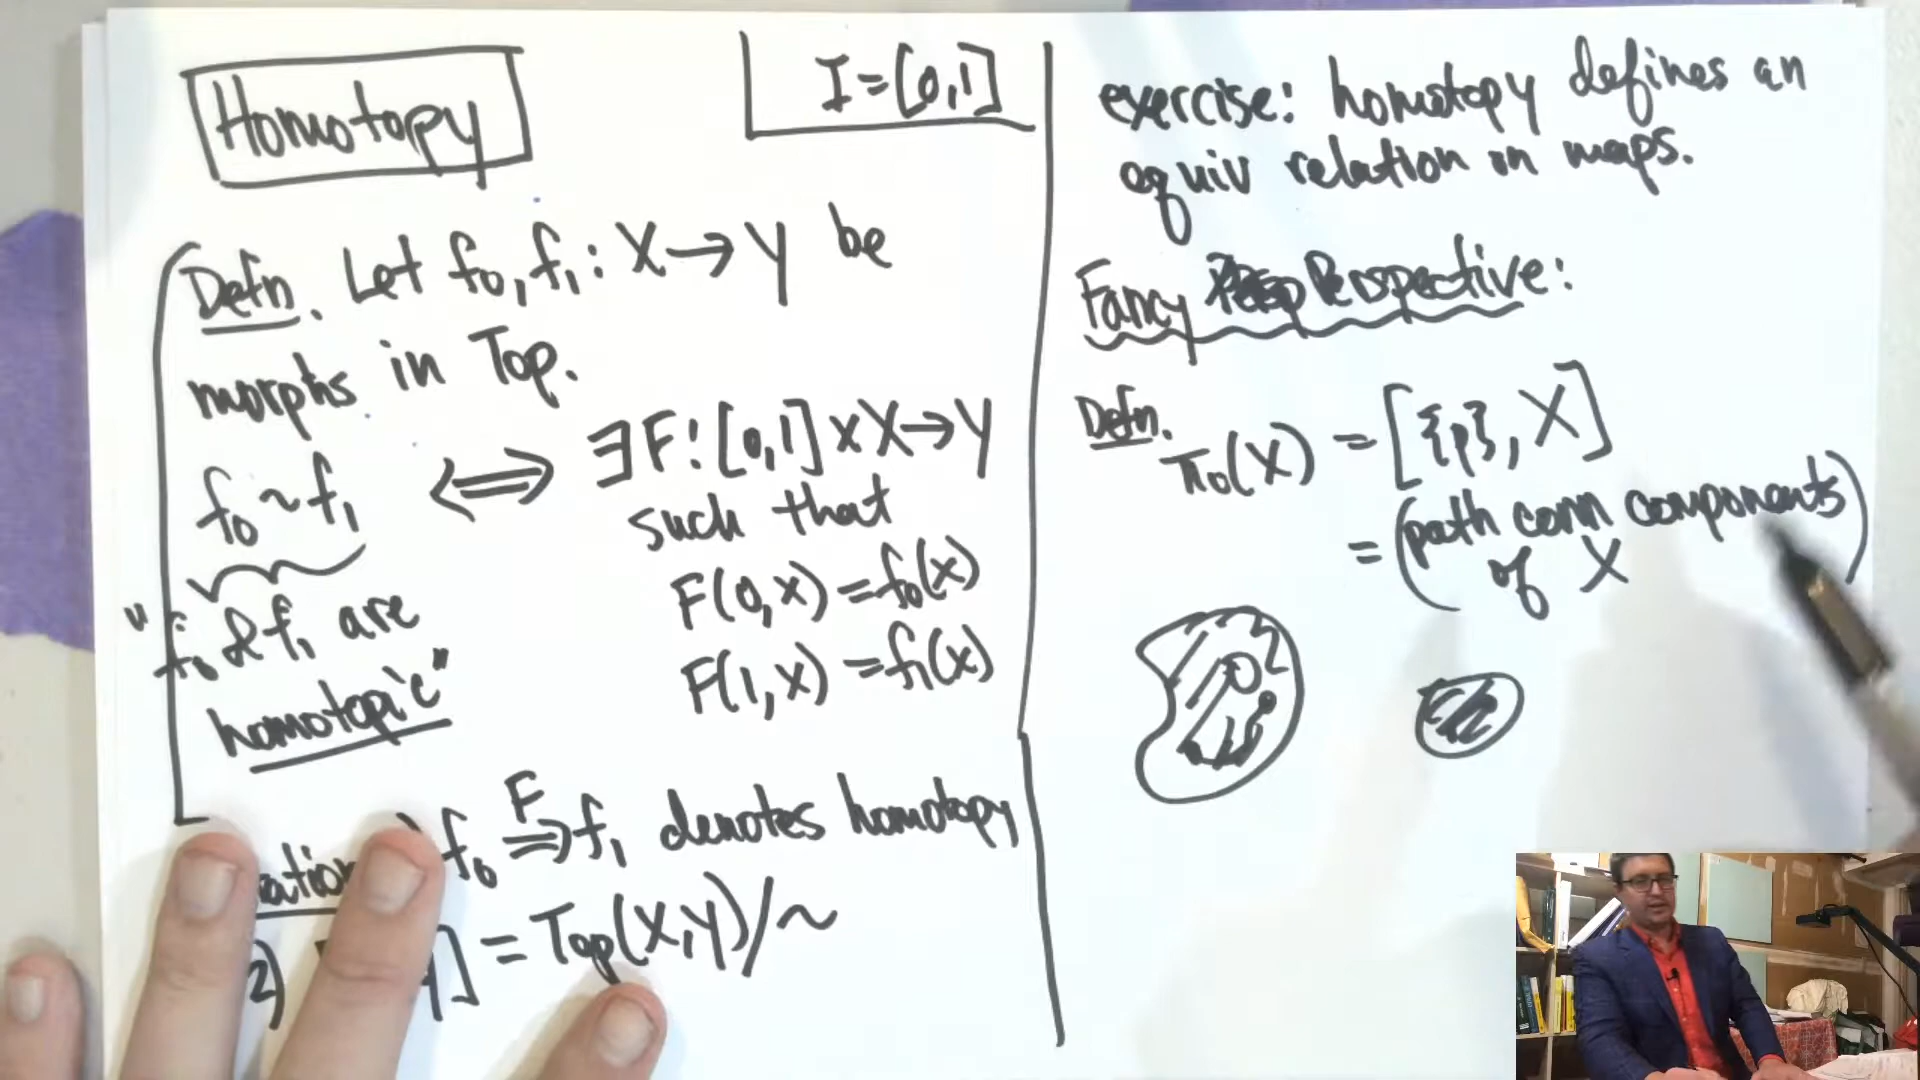 Homotopy
I=[0,1]
Defn. Let f₀,f₁: X→Y be
morphs in Top.
f₀~f₁ ⟺ ∃F: [0,1]×X→Y
such that
F(0,x)=f₀(x)
F(1,x)=f₁(x)
"f₀ & f₁ are
homotopic"
f₀ ⇒ f₁ denotes homotopy
F
2) Y] = Top(X,Y)/~
exercise: homotopy defines an
equiv relation on maps.
Fancy Perspective:
Defn. π₀(X) = [{p}, X]
= (path conn components
of X)